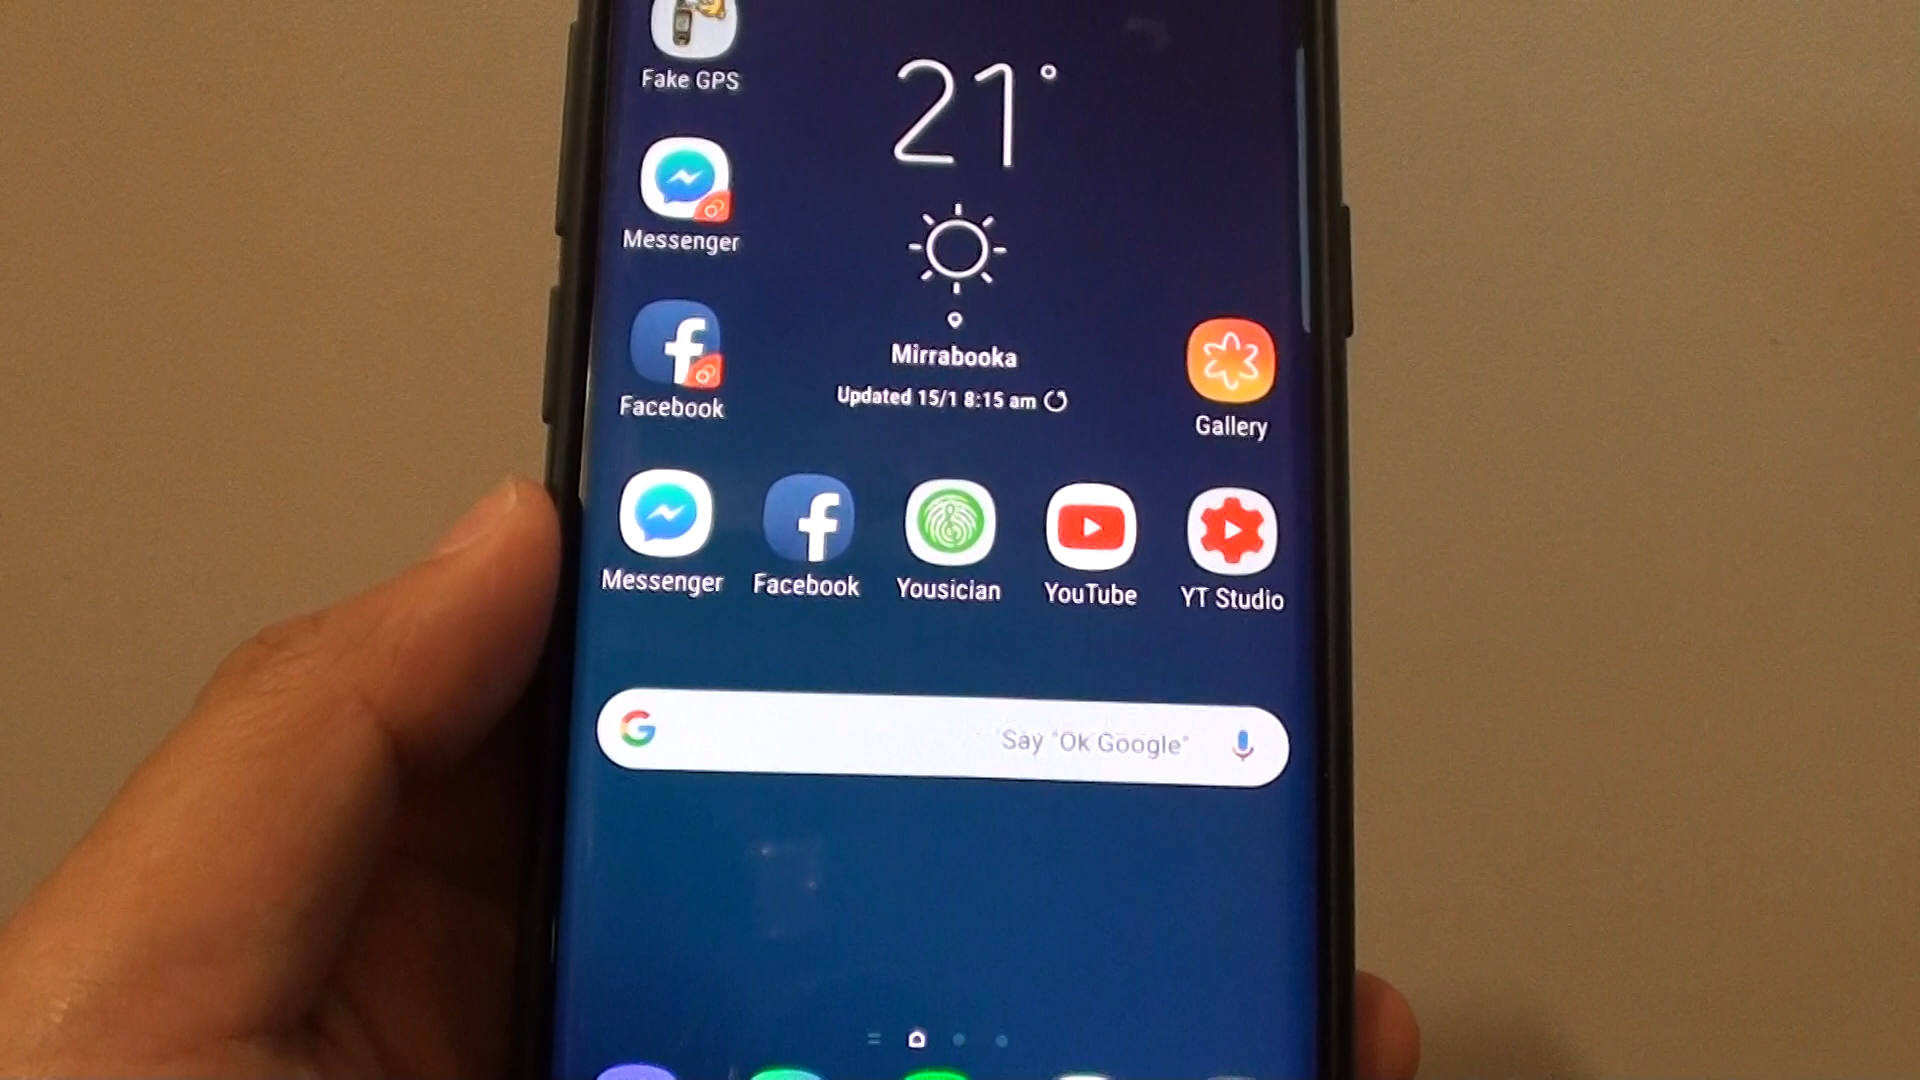 Fake GPS
21°
Messenger
Mirrabooka
Updated 15/1 8:15 am
Facebook
Gallery
Messenger
Facebook
Yousician
YouTube
YT Studio
Say "Ok Google"